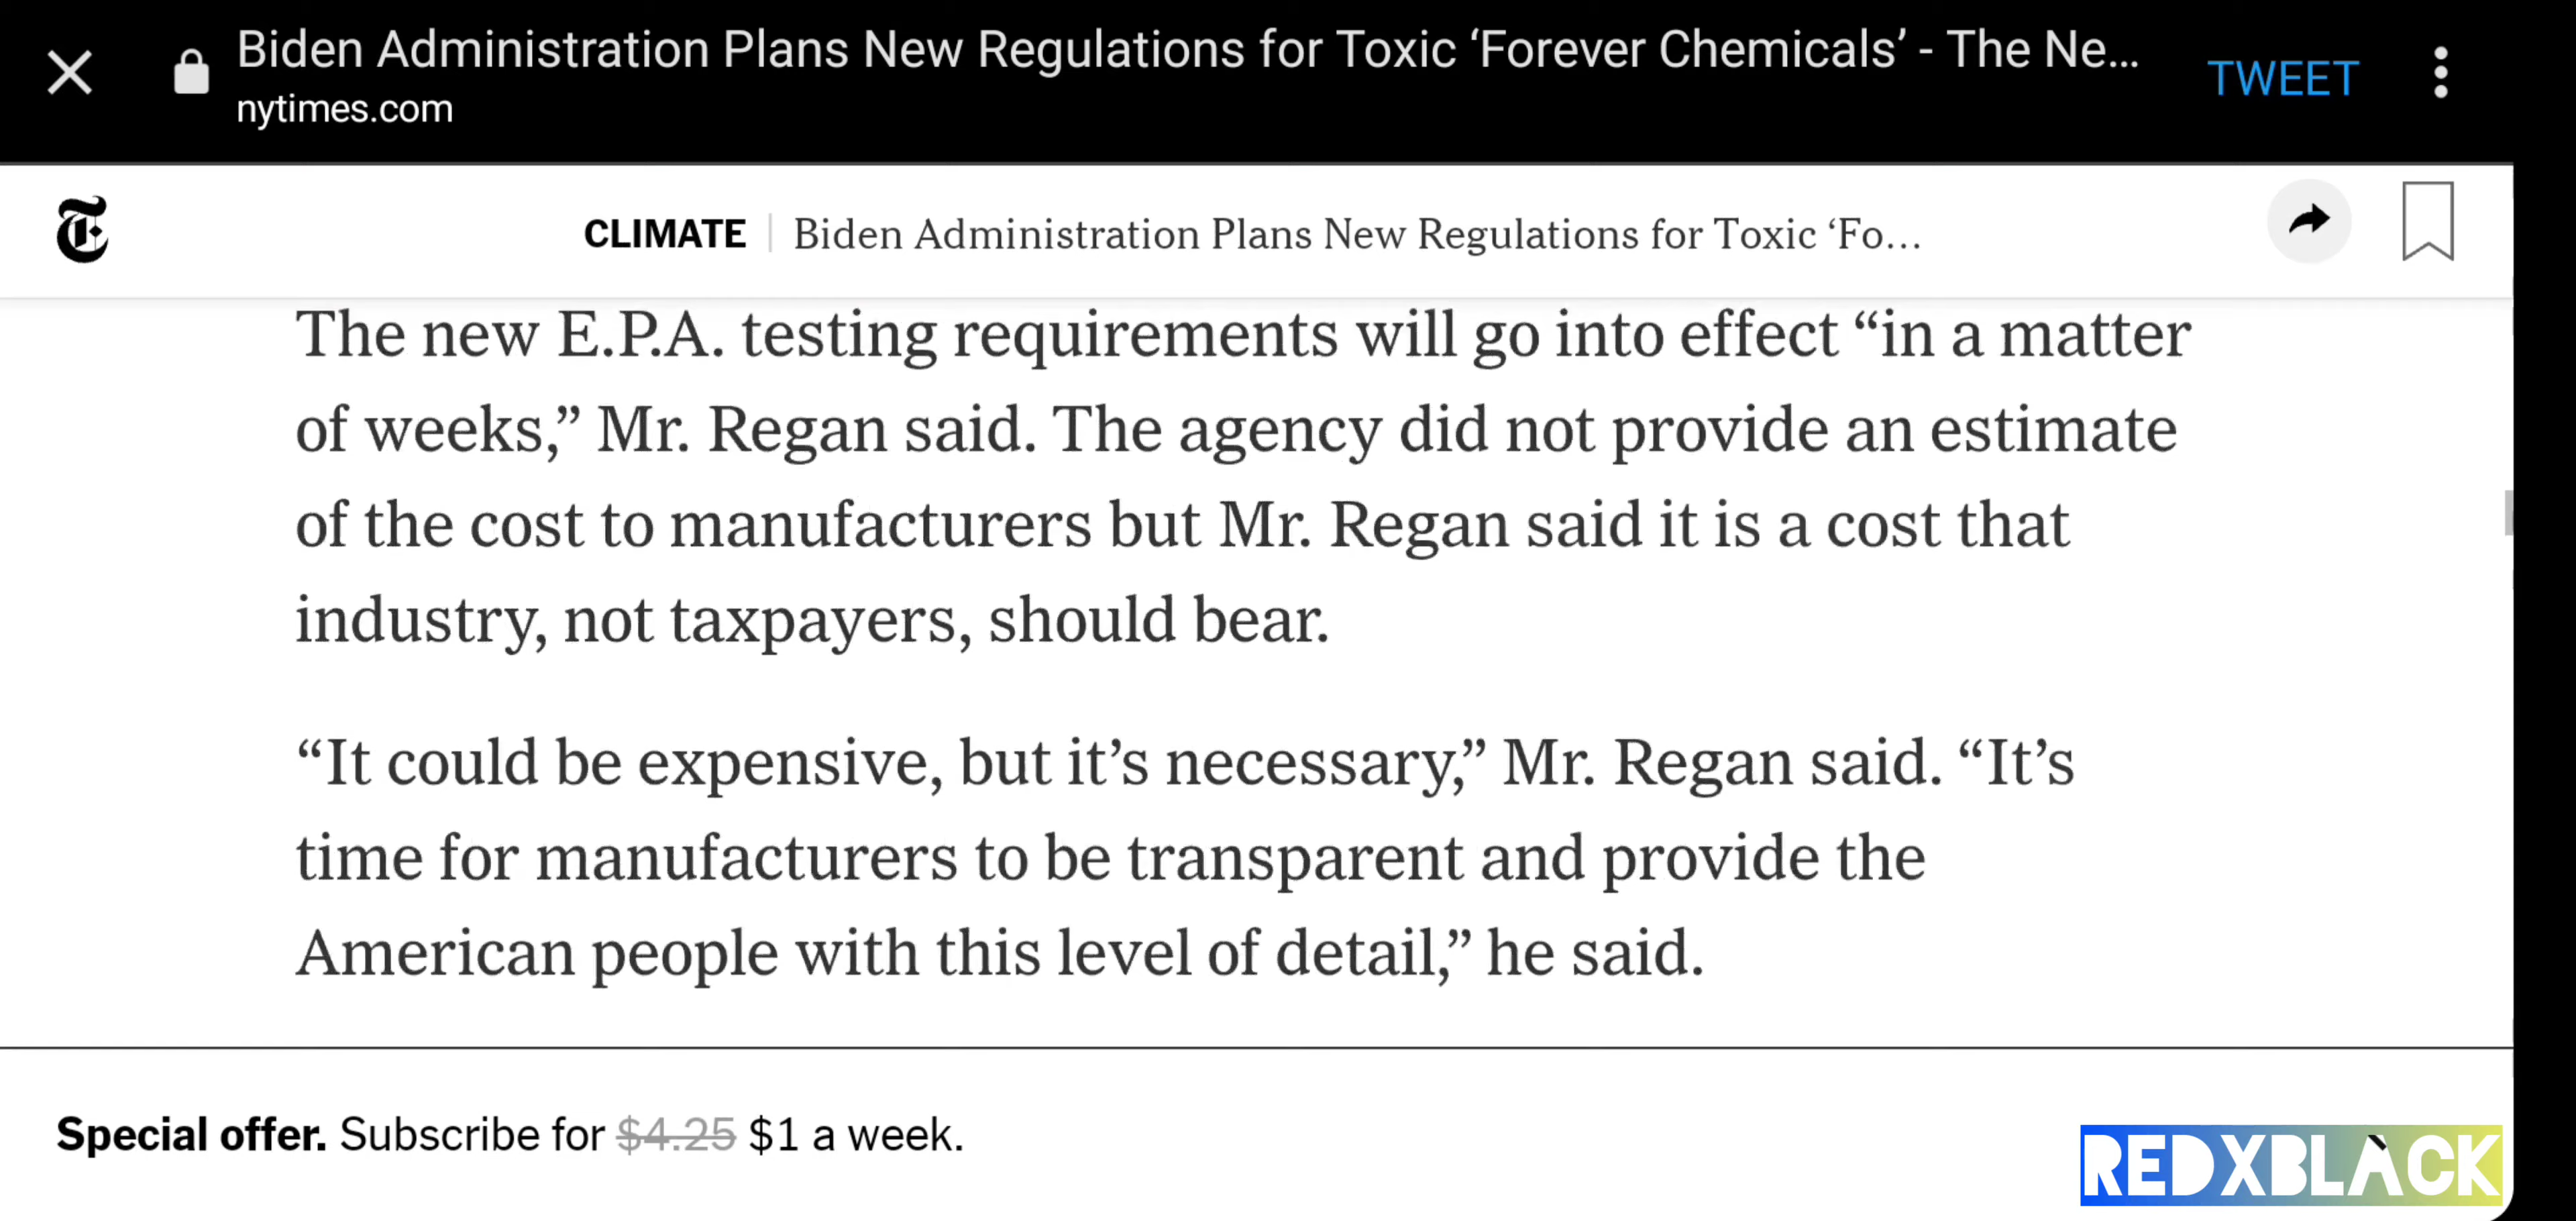 Biden Administration Plans New Regulations for Toxic ‘Forever Chemicals’ - The Ne...
nytimes.com
TWEET
CLIMATE | Biden Administration Plans New Regulations for Toxic ‘Fo...
The new E.P.A. testing requirements will go into effect “in a matter
of weeks,” Mr. Regan said. The agency did not provide an estimate
of the cost to manufacturers but Mr. Regan said it is a cost that
industry, not taxpayers, should bear.
“It could be expensive, but it’s necessary,” Mr. Regan said. “It’s
time for manufacturers to be transparent and provide the
American people with this level of detail,” he said.
Special offer. Subscribe for $4.25 $1 a week.
REDXBLACK